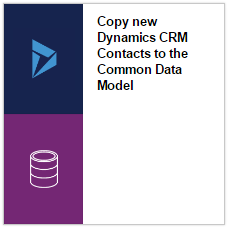 Copy new
Dynamics CRM
Contacts to the
Common Data
Model